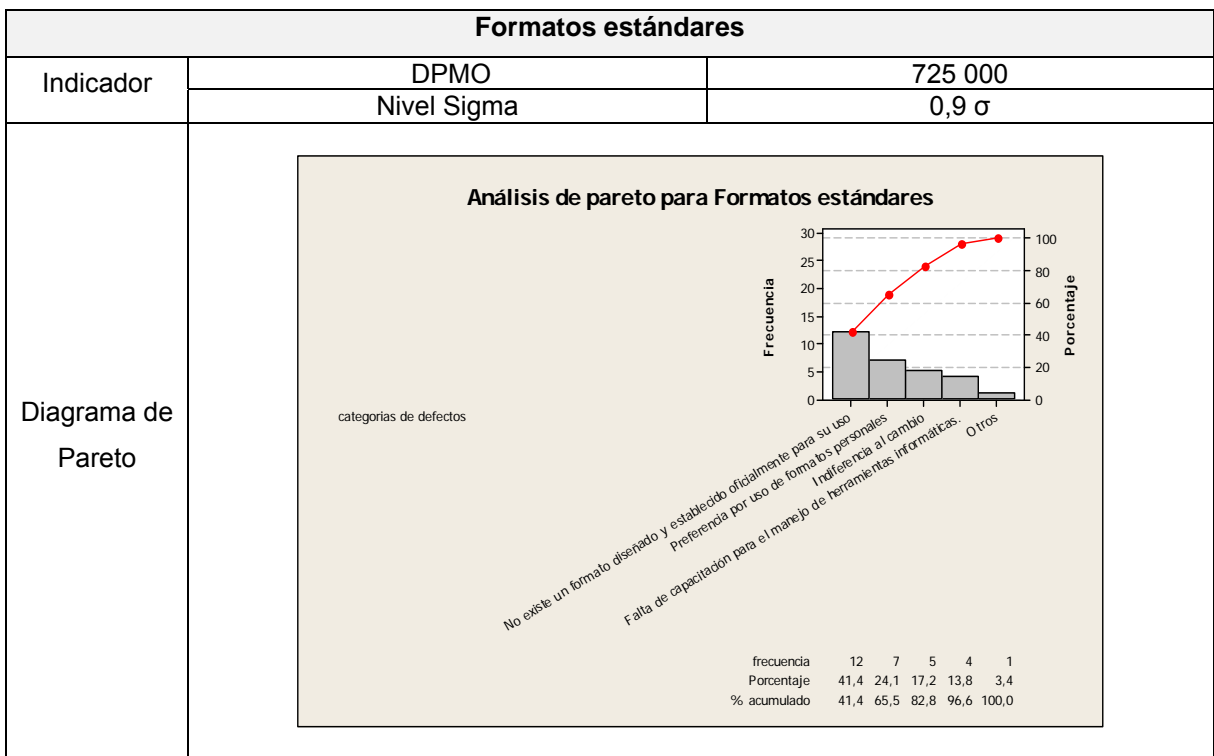 Formatos estándares
Indicador
DPMO
725 000
Nivel Sigma
0,9 σ
Diagrama de
Pareto
Análisis de pareto para Formatos estándares
Frecuencia
30
25
20
15
10
5
0
Porcentaje
100
80
60
40
20
0
categorias de defectos
No existe un formato diseñado y establecido oficialmente para su uso
Preferencia por uso de formatos personales
Indiferencia al cambio
Falta de capacitación para el manejo de herramientas informáticas.
Otros
frecuencia 12 7 5 4 1
Porcentaje 41,4 24,1 17,2 13,8 3,4
% acumulado 41,4 65,5 82,8 96,6 100,0